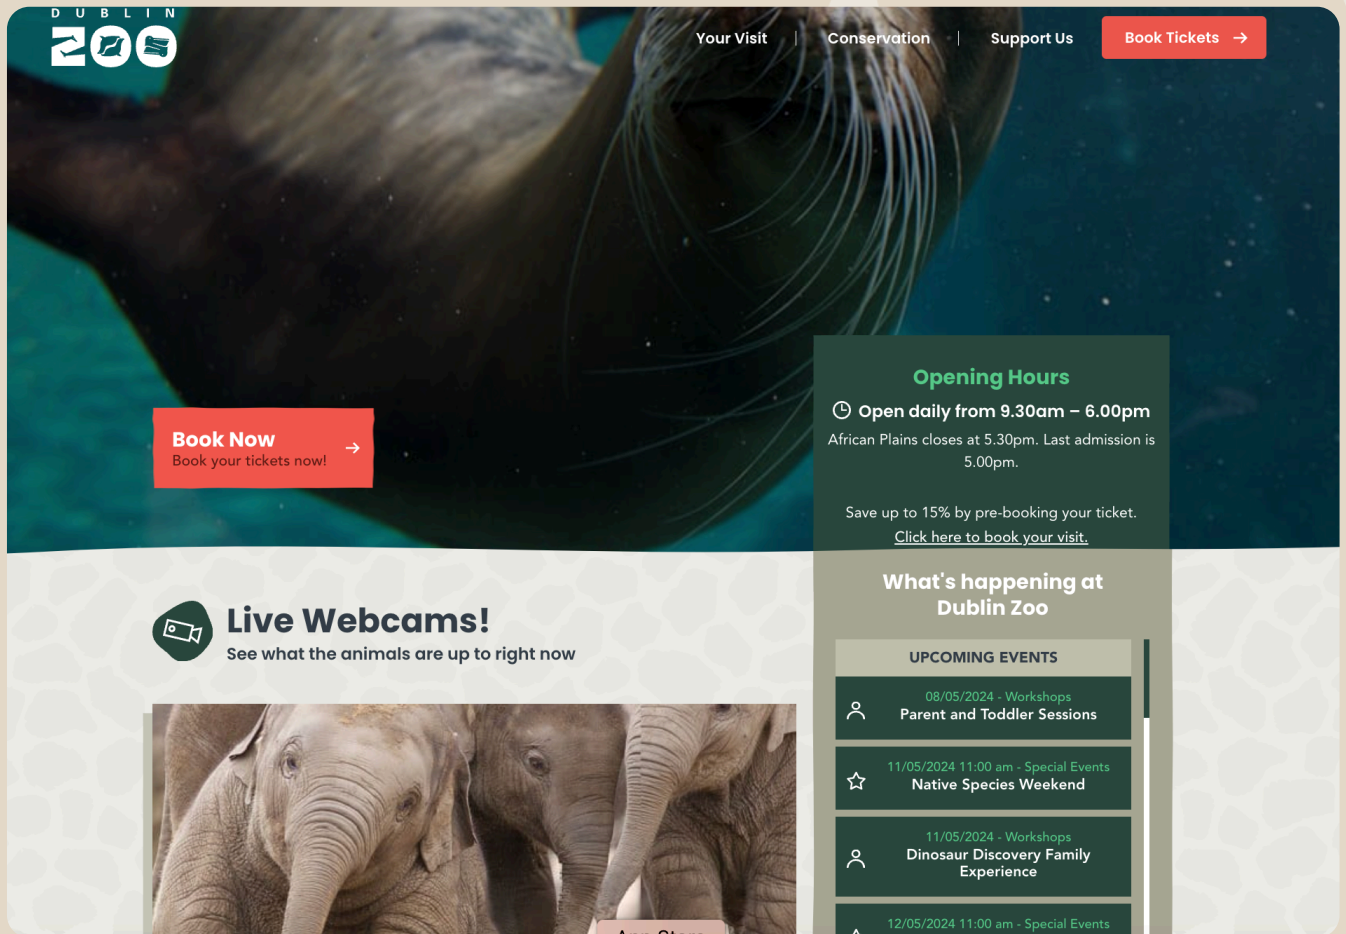 DUBLIN
ZOO
Your Visit
Conservation
Support Us
Book Tickets
Book Now
Book your tickets now!
Opening Hours
Open daily from 9.30am – 6.00pm
African Plains closes at 5.30pm. Last admission is
5.00pm.
Save up to 15% by pre-booking your ticket.
Click here to book your visit.
Live Webcams!
See what the animals are up to right now
What's happening at
Dublin Zoo
UPCOMING EVENTS
08/05/2024 - Workshops
Parent and Toddler Sessions
11/05/2024 11:00 am - Special Events
Native Species Weekend
11/05/2024 - Workshops
Dinosaur Discovery Family
Experience
12/05/2024 11:00 am - Special Events
App Store